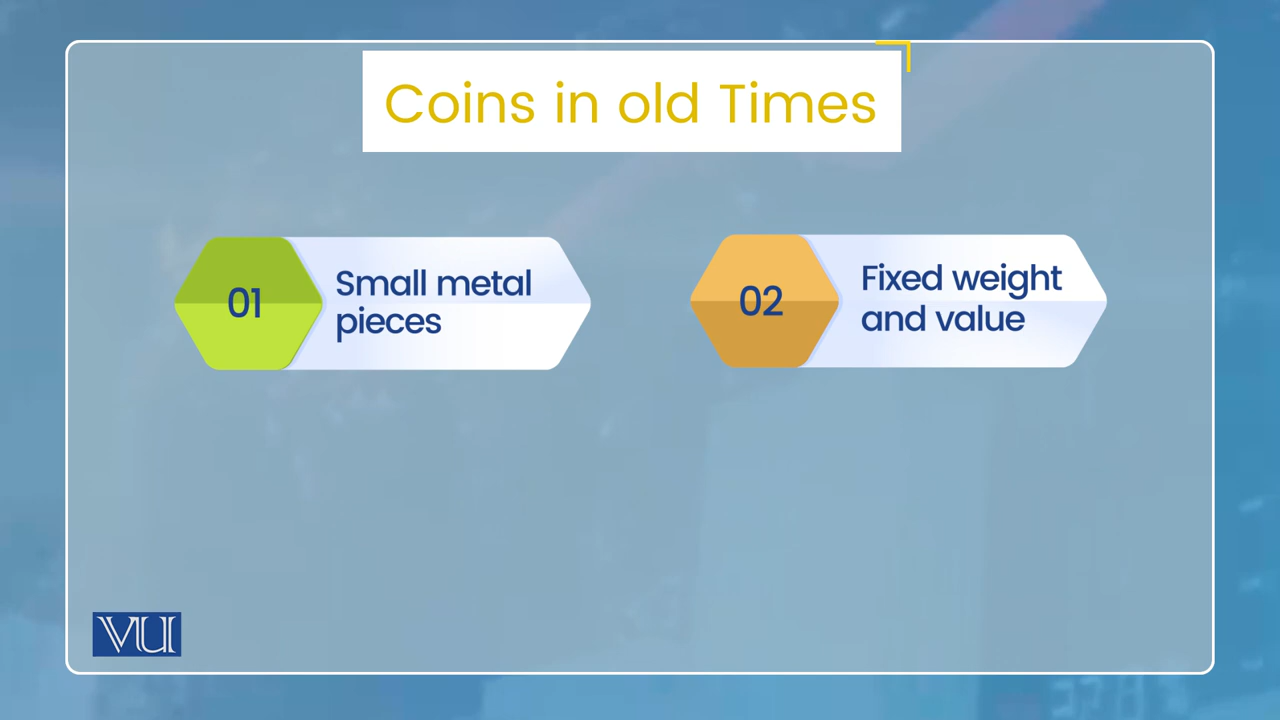 Coins in old Times
01
Small metal
pieces
02
Fixed weight
and value
VU